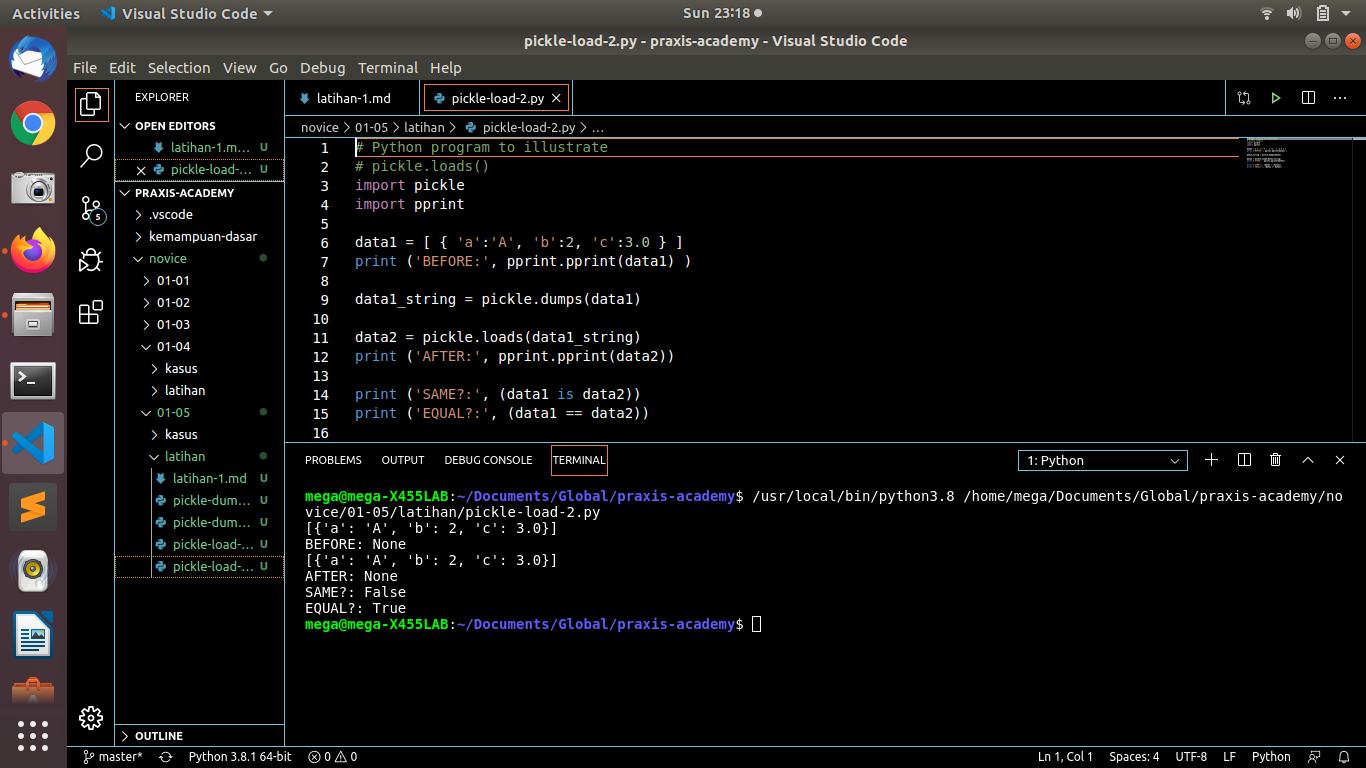 Activities
Visual Studio Code
Sun 23:18
pickle-load-2.py - praxis-academy - Visual Studio Code
File Edit Selection View Go Debug Terminal Help
EXPLORER
OPEN EDITORS
latihan-1.m... U
pickle-load-... U
PRAXIS-ACADEMY
.vscode
kemampuan-dasar
novice
01-01
01-02
01-03
01-04
kasus
latihan
01-05
kasus
latihan
latihan-1.md U
pickle-dum... U
pickle-dum... U
pickle-load-... U
pickle-load-... U
OUTLINE
5
latihan-1.md
pickle-load-2.py
novice > 01-05 > latihan > pickle-load-2.py > ...
1 # Python program to illustrate
2 # pickle.loads()
3 import pickle
4 import pprint
5
6 data1 = [ { 'a':'A', 'b':2, 'c':3.0 } ]
7 print ('BEFORE:', pprint.pprint(data1) )
8
9 data1_string = pickle.dumps(data1)
10
11 data2 = pickle.loads(data1_string)
12 print ('AFTER:', pprint.pprint(data2))
13
14 print ('SAME?:', (data1 is data2))
15 print ('EQUAL?:', (data1 == data2))
16
PROBLEMS OUTPUT DEBUG CONSOLE TERMINAL
1: Python
mega@mega-X455LAB:~/Documents/Global/praxis-academy$ /usr/local/bin/python3.8 /home/mega/Documents/Global/praxis-academy/no
vice/01-05/latihan/pickle-load-2.py
[{'a': 'A', 'b': 2, 'c': 3.0}]
BEFORE: None
[{'a': 'A', 'b': 2, 'c': 3.0}]
AFTER: None
SAME?: False
EQUAL?: True
mega@mega-X455LAB:~/Documents/Global/praxis-academy$
master* Python 3.8.1 64-bit 0 0 Ln 1, Col 1 Spaces: 4 UTF-8 LF Python